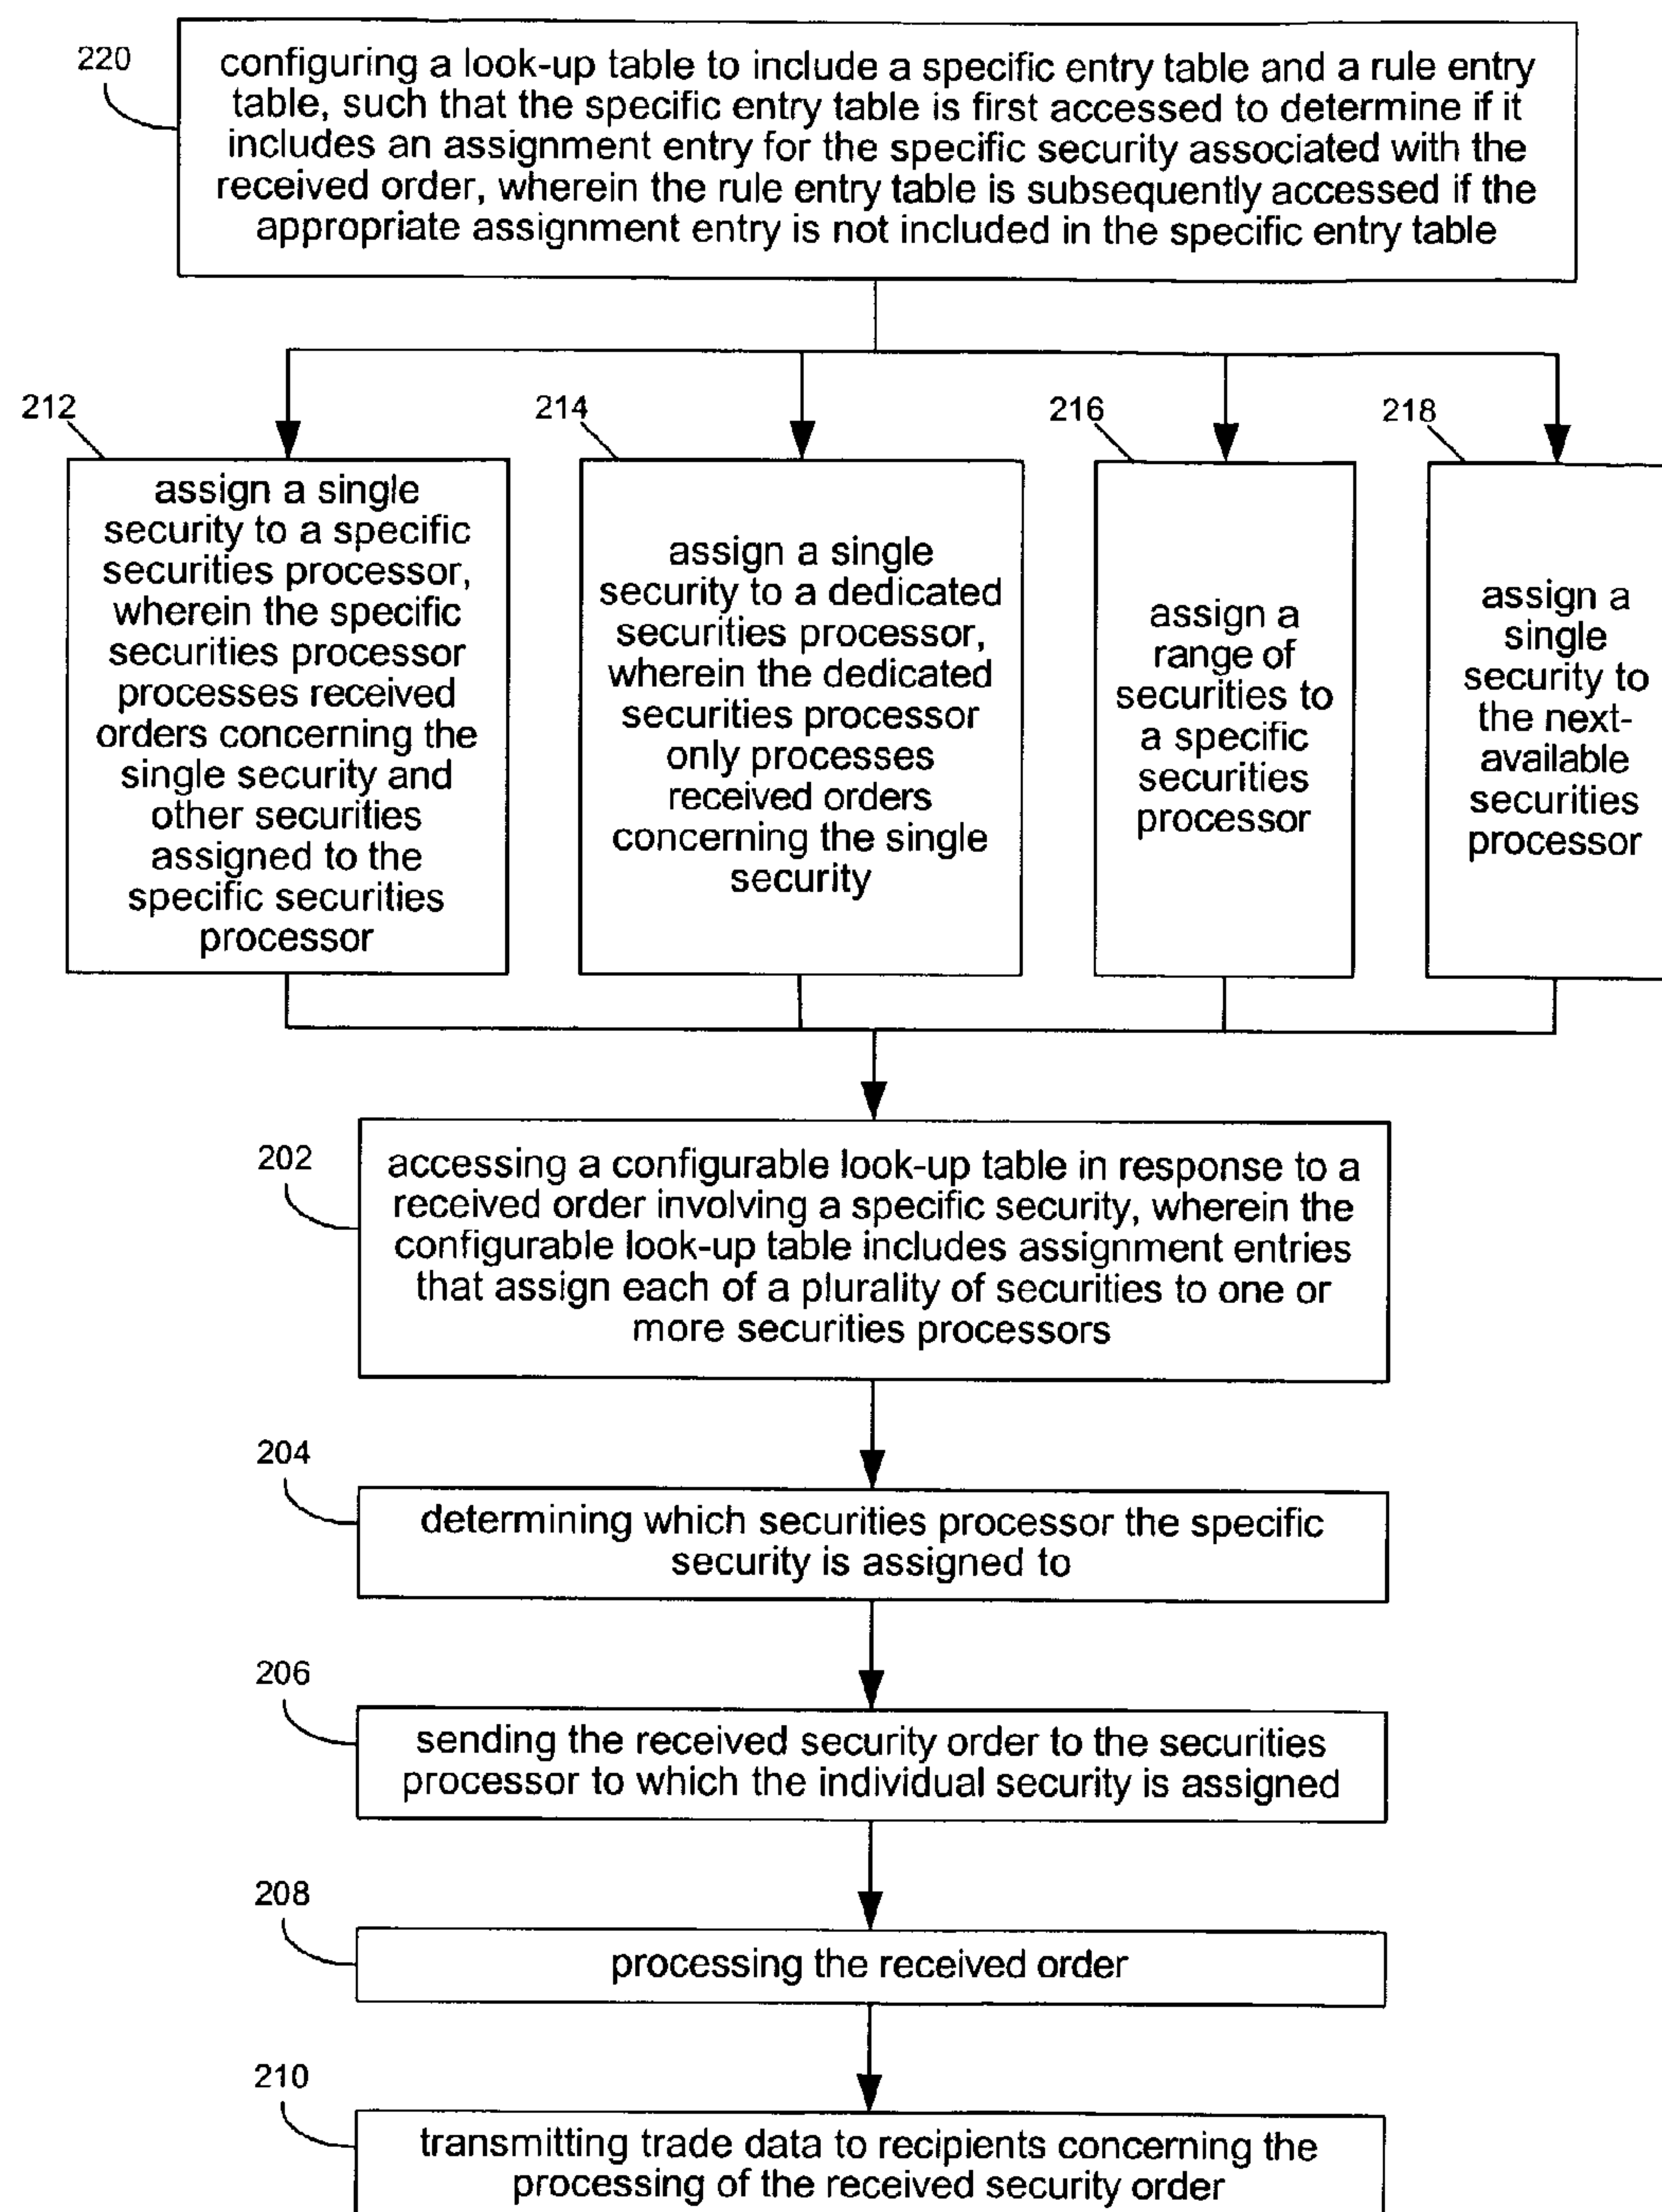 220
configuring a look-up table to include a specific entry table and a rule entry
table, such that the specific entry table is first accessed to determine if it
includes an assignment entry for the specific security associated with the
received order, wherein the rule entry table is subsequently accessed if the
appropriate assignment entry is not included in the specific entry table
212
assign a single
security to a specific
securities processor,
wherein the specific
securities processor
processes received
orders concerning the
single security and
other securities
assigned to the
specific securities
processor
214
assign a single
security to a dedicated
securities processor,
wherein the dedicated
securities processor
only processes
received orders
concerning the single
security
216
assign a
range of
securities to
a specific
securities
processor
218
assign a
single
security to
the next-
available
securities
processor
202
accessing a configurable look-up table in response to a
received order involving a specific security, wherein the
configurable look-up table includes assignment entries
that assign each of a plurality of securities to one or
more securities processors
204
determining which securities processor the specific
security is assigned to
206
sending the received security order to the securities
processor to which the individual security is assigned
208
processing the received order
210
transmitting trade data to recipients concerning the
processing of the received security order